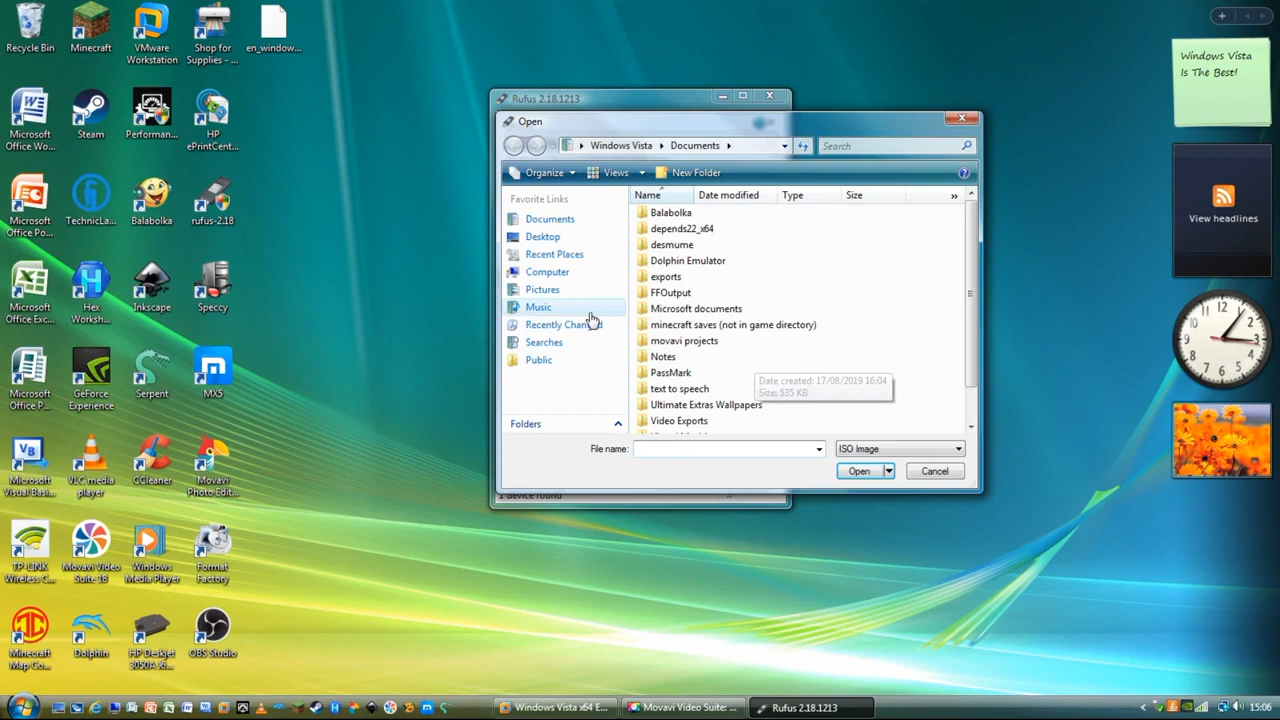 Recycle Bin
Minecraft
VMware
Workstation
Shop for
Supplies - ...
en_window...
Microsoft
Office Wo...
Steam
Performan...
HP
ePrintCent...
Microsoft
Office Po...
TechnicLa...
Balabolka
rufus-2.18
Microsoft
Office Exc...
Hex
Worksh...
Inkscape
Speccy
Microsoft
Office P...
GeForce
Experience
Serpent
MX5
Microsoft
Visual Basi...
VLC media
player
CCleaner
Movavi
Photo Edit...
TP-LINK
Wireless C...
Movavi Video
Suite 18
Windows
Media Player
Format
Factory
Minecraft
Map Co...
Dolphin
HP Deskjet
3050A J6...
OBS Studio
Rufus 2.18.1213
Open
Windows Vista
Documents
Search
Organize
Views
New Folder
Favorite Links
Documents
Desktop
Recent Places
Computer
Pictures
Music
Recently Changed
Searches
Public
Folders
Name
Date modified
Type
Size
Balabolka
depends22_x64
desmume
Dolphin Emulator
exports
FFOutput
Microsoft documents
minecraft saves (not in game directory)
movavi projects
Notes
PassMark
text to speech
Ultimate Extras Wallpapers
Video Exports
Date created: 17/08/2019 16:04
Size: 535 KB
File name:
ISO Image
Open
Cancel
1 device found
Windows Vista
Is The Best!
View headlines
Windows Vista x64 E...
Movavi Video Suite: ...
Rufus 2.18.1213
15:06